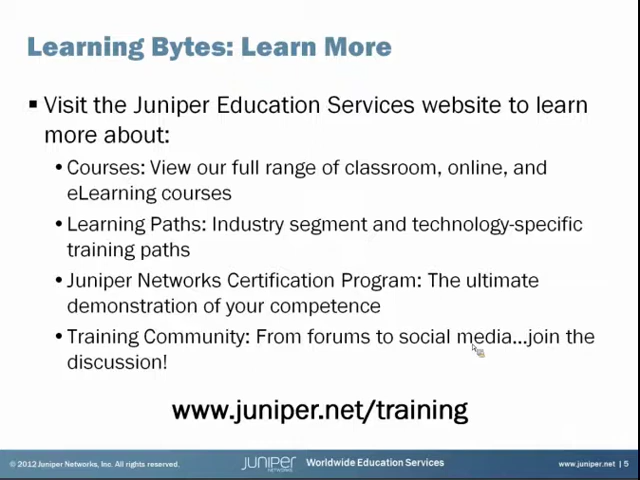 Learning Bytes: Learn More
▪ Visit the Juniper Education Services website to learn
more about:
• Courses: View our full range of classroom, online, and
eLearning courses
• Learning Paths: Industry segment and technology-specific
training paths
• Juniper Networks Certification Program: The ultimate
demonstration of your competence
• Training Community: From forums to social media...join the
discussion!
www.juniper.net/training
© 2012 Juniper Networks, Inc. All rights reserved. JUNIPER NETWORKS Worldwide Education Services www.juniper.net | 5